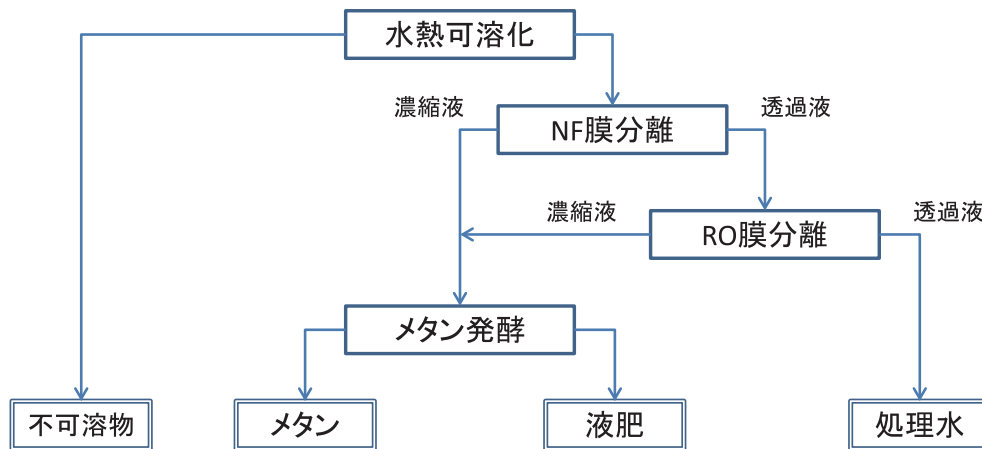 水熱可溶化
濃縮液
NF膜分離
透過液
濃縮液
RO膜分離
透過液
メタン発酵
不可溶物
メタン
液肥
処理水